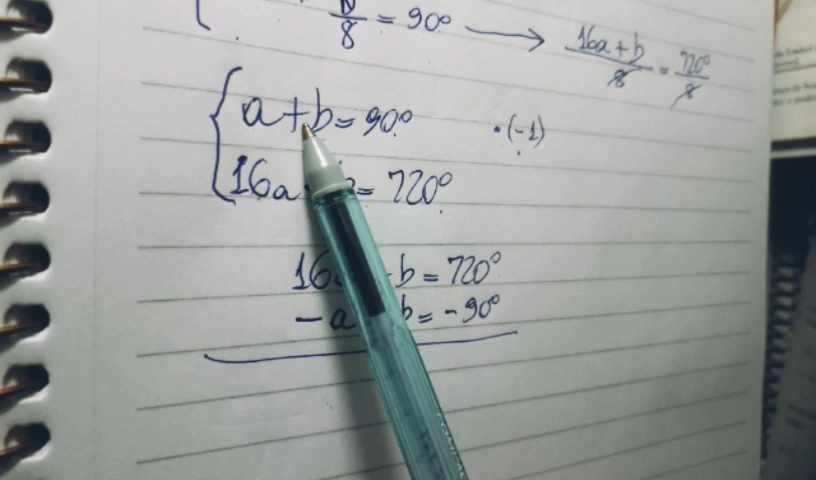 b/8 = 90° → 16a+b/8 = 720°/8
a+b=90° ·(-1)
16a b= 720°
16 b=720°
-a b= -90°